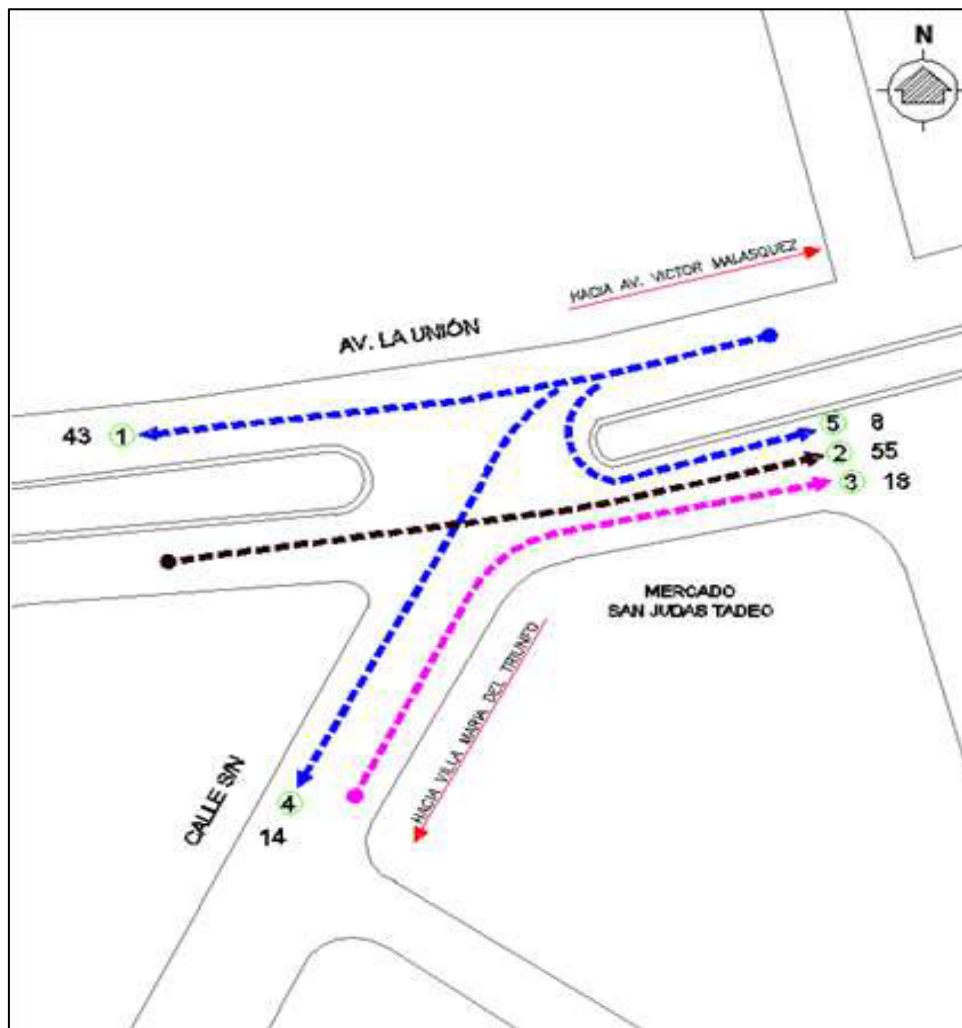 N
HACIA AV. VICTOR MALASQUEZ
AV. LA UNIÓN
43 1
5 8
2 55
3 18
MERCADO
SAN JUDAS TADEO
HACIA VILLA MARIA DEL TRIUNFO
CALLE S/N
4
14